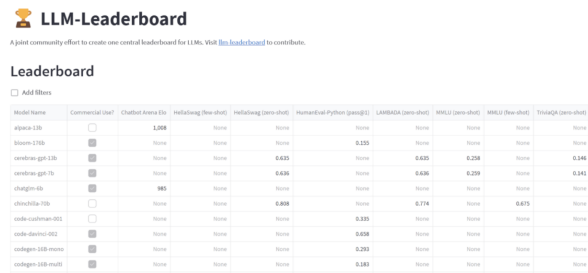 LLM-Leaderboard
A joint community effort to create one central leaderboard for LLMs. Visit llm-leaderboard to contribute.
Leaderboard
Add filters
Model Name Commercial Use? Chatbot Arena Elo HellaSwag (few-shot) HellaSwag (zero-shot) HumanEval-Python (pass@1) LAMBADA (zero-shot) MMLU (zero-shot) MMLU (few-shot) TriviaQA (zero-shot)
alpaca-13b 1,008 None None None None None None None
bloom-176b None None None 0.155 None None None None
cerebras-gpt-13b None None 0.635 None 0.635 0.258 None 0.146
cerebras-gpt-7b None None 0.636 None 0.636 0.259 None 0.141
chatglm-6b 985 None None None None None None None
chinchilla-70b None None 0.808 None 0.774 None 0.675 None
code-cushman-001 None None None 0.335 None None None None
code-davinci-002 None None None 0.658 None None None None
codegen-16B-mono None None None 0.293 None None None None
codegen-16B-multi None None None 0.183 None None None None